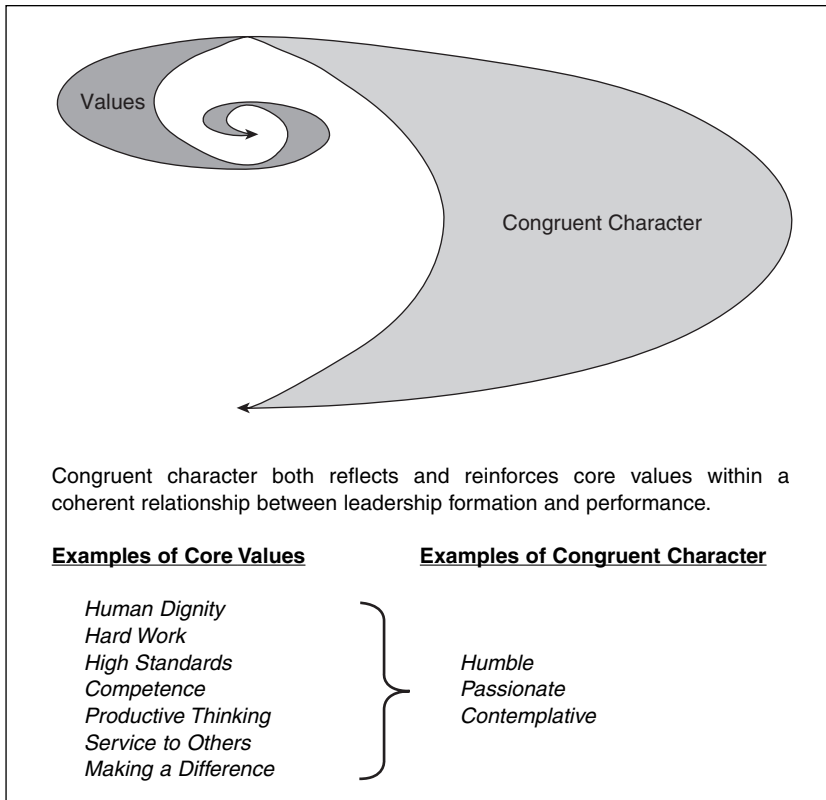 Values
Congruent Character
Congruent character both reflects and reinforces core values within a
coherent relationship between leadership formation and performance.
Examples of Core Values
Examples of Congruent Character
Human Dignity
Hard Work
High Standards
Competence
Productive Thinking
Service to Others
Making a Difference
Humble
Passionate
Contemplative